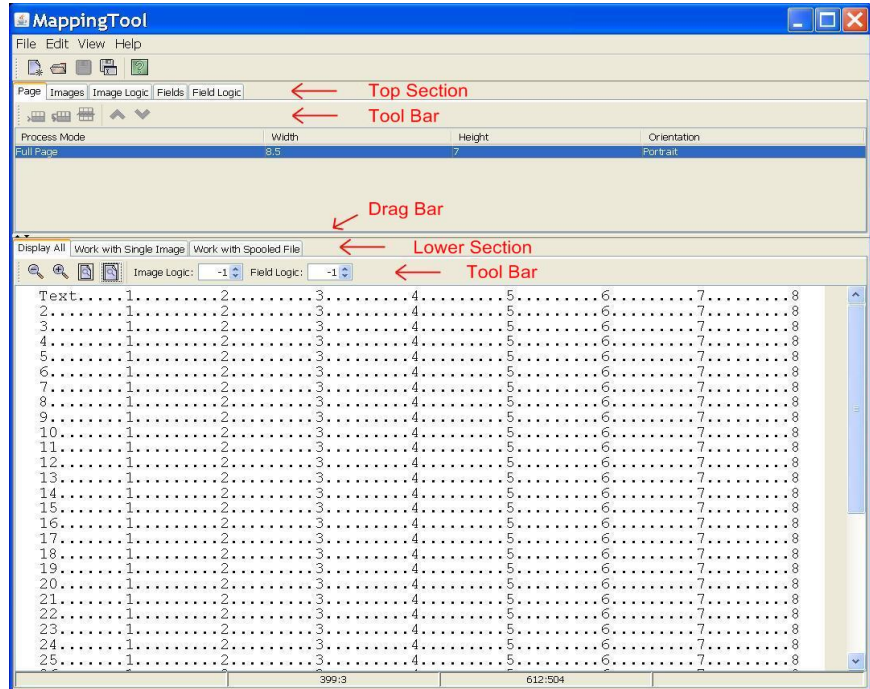 MappingTool
File Edit View Help
Page Images Image Logic Fields Field Logic Top Section
Tool Bar
Process Mode Width Height Orientation
Full Page 8.5 7 Portrait
Drag Bar
Display All Work with Single Image Work with Spooled File Lower Section
Image Logic: -1 Field Logic: -1 Tool Bar
Text.....1.........2.........3.........4.........5.........6.........7.........8
2........1.........2.........3.........4.........5.........6.........7.........8
3........1.........2.........3.........4.........5.........6.........7.........8
4........1.........2.........3.........4.........5.........6.........7.........8
5........1.........2.........3.........4.........5.........6.........7.........8
6........1.........2.........3.........4.........5.........6.........7.........8
7........1.........2.........3.........4.........5.........6.........7.........8
8........1.........2.........3.........4.........5.........6.........7.........8
9........1.........2.........3.........4.........5.........6.........7.........8
10.......1.........2.........3.........4.........5.........6.........7.........8
11.......1.........2.........3.........4.........5.........6.........7.........8
12.......1.........2.........3.........4.........5.........6.........7.........8
13.......1.........2.........3.........4.........5.........6.........7.........8
14.......1.........2.........3.........4.........5.........6.........7.........8
15.......1.........2.........3.........4.........5.........6.........7.........8
16.......1.........2.........3.........4.........5.........6.........7.........8
17.......1.........2.........3.........4.........5.........6.........7.........8
18.......1.........2.........3.........4.........5.........6.........7.........8
19.......1.........2.........3.........4.........5.........6.........7.........8
20.......1.........2.........3.........4.........5.........6.........7.........8
21.......1.........2.........3.........4.........5.........6.........7.........8
22.......1.........2.........3.........4.........5.........6.........7.........8
23.......1.........2.........3.........4.........5.........6.........7.........8
24.......1.........2.........3.........4.........5.........6.........7.........8
25.......1.........2.........3.........4.........5.........6.........7.........8
399:3 612:504